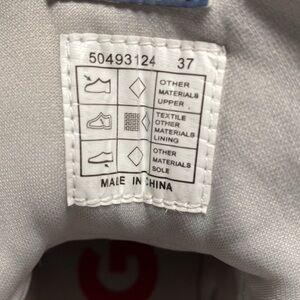 50493124 37
OTHER
MATERIALS
UPPER
TEXTILE
OTHER
MATERIALS
LINING
OTHER
MATERIALS
SOLE
MADE IN CHINA
G